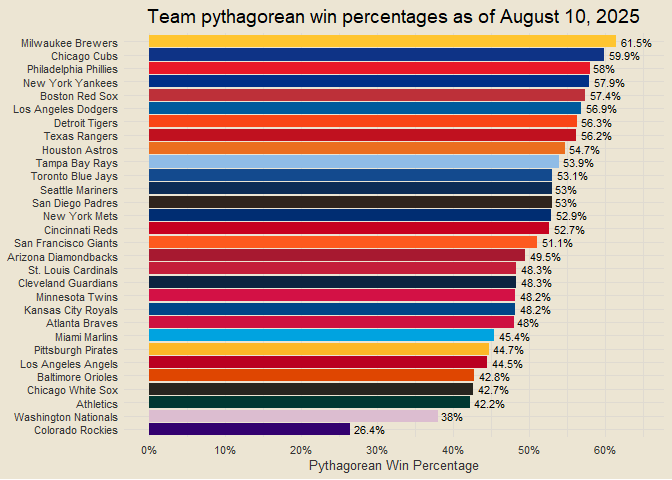 Team pythagorean win percentages as of August 10, 2025
Milwaukee Brewers 61.5%
Chicago Cubs 59.9%
Philadelphia Phillies 58%
New York Yankees 57.9%
Boston Red Sox 57.4%
Los Angeles Dodgers 56.9%
Detroit Tigers 56.3%
Texas Rangers 56.2%
Houston Astros 54.7%
Tampa Bay Rays 53.9%
Toronto Blue Jays 53.1%
Seattle Mariners 53%
San Diego Padres 53%
New York Mets 52.9%
Cincinnati Reds 52.7%
San Francisco Giants 51.1%
Arizona Diamondbacks 49.5%
St. Louis Cardinals 48.3%
Cleveland Guardians 48.3%
Minnesota Twins 48.2%
Kansas City Royals 48.2%
Atlanta Braves 48%
Miami Marlins 45.4%
Pittsburgh Pirates 44.7%
Los Angeles Angels 44.5%
Baltimore Orioles 42.8%
Chicago White Sox 42.7%
Athletics 42.2%
Washington Nationals 38%
Colorado Rockies 26.4%
0% 10% 20% 30% 40% 50% 60%
Pythagorean Win Percentage